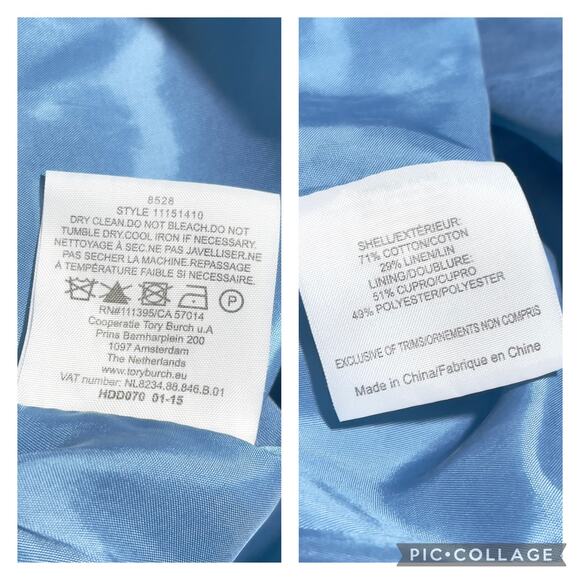 8528
STYLE 11151410
DRY CLEAN.DO NOT BLEACH.DO NOT
TUMBLE DRY.COOL IRON IF NECESSARY.
NETTOYAGE À SEC.NE PAS JAVELLISER.NE
PAS SECHER LA MACHINE.REPASSAGE
À TEMPÉRATURE FAIBLE SI NECESSAIRE.
P
RN#111395/CA 57014
Cooperatie Tory Burch u.A
Prins Bernharplein 200
1097 Amsterdam
The Netherlands
www.toryburch.eu
VAT number: NL8234.88.846.B.01
HDD070 01-15
SHELL/EXTÉRIEUR:
71% COTTON/COTON
29% LINEN/LIN
LINING/DOUBLURE:
51% CUPRO/CUPRO
49% POLYESTER/POLYESTER
EXCLUSIVE OF TRIMS/ORNEMENTS NON COMPRIS
Made in China/Fabrique en Chine
PIC•COLLAGE